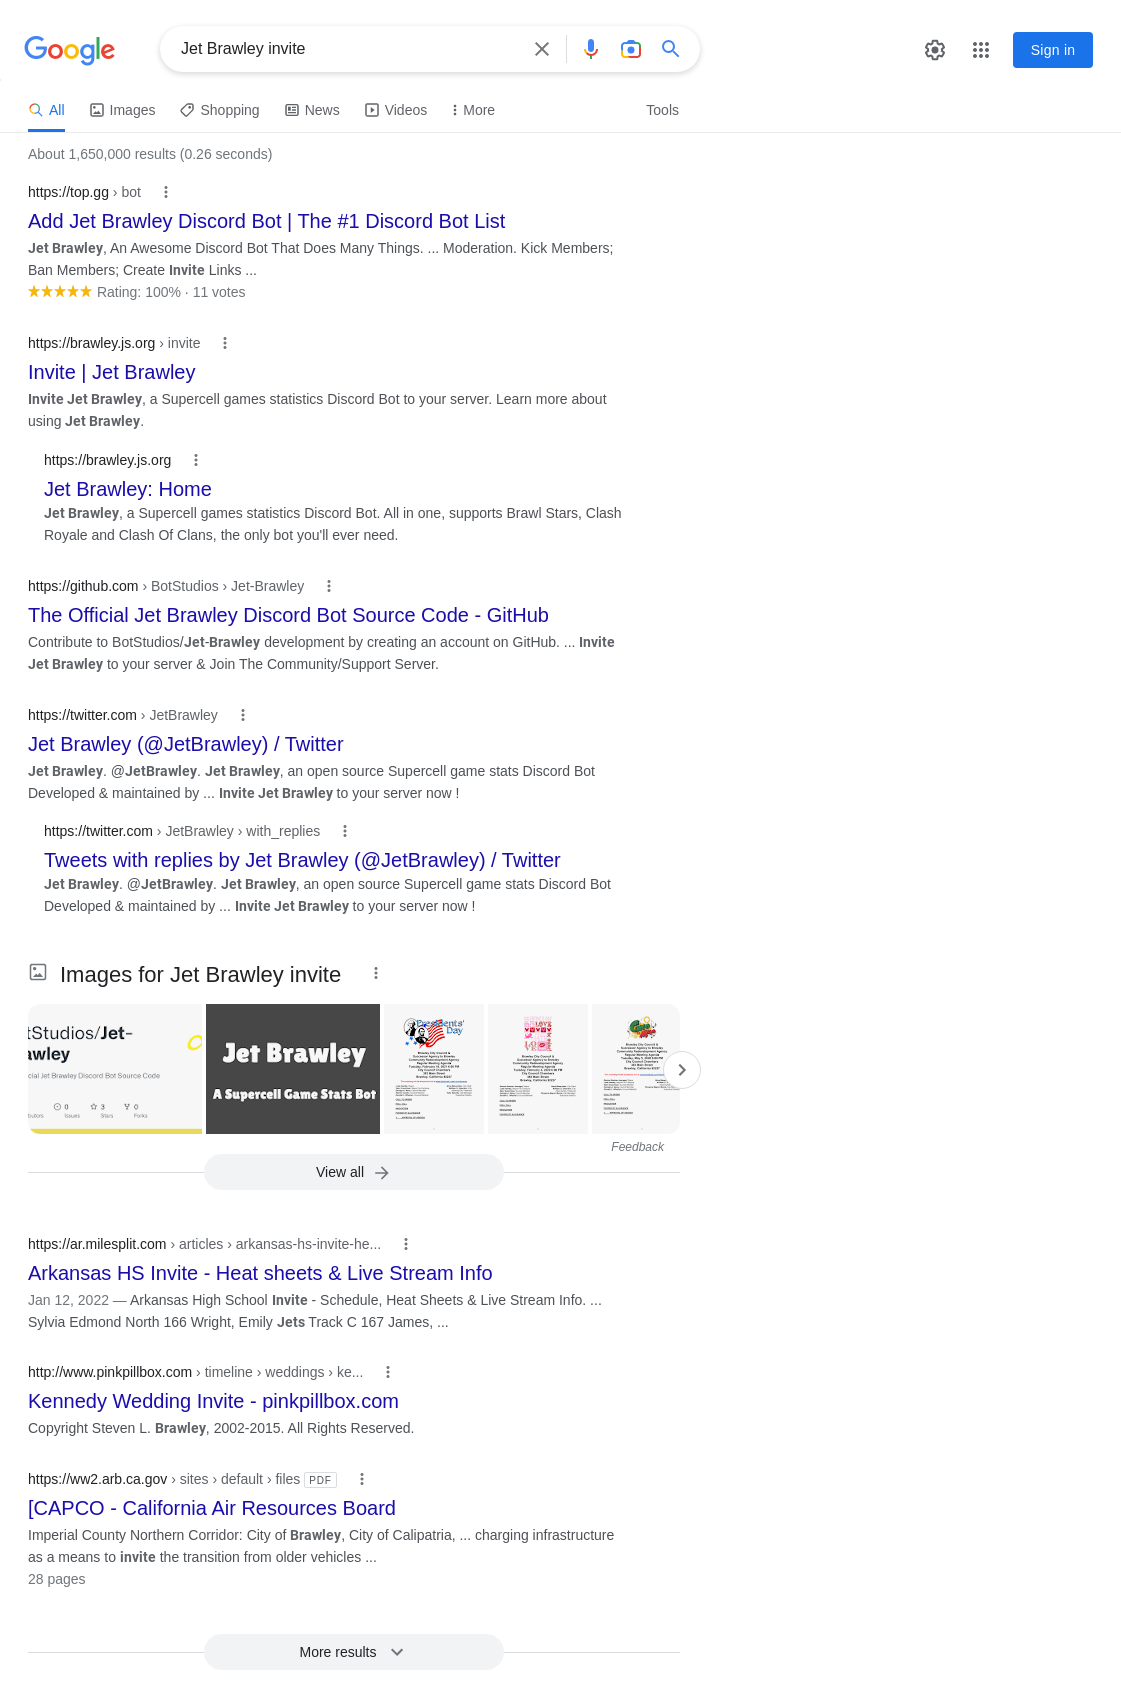 Google
Jet Brawley invite
Sign in
All
Images
Shopping
News
Videos
More
Tools
About 1,650,000 results (0.26 seconds)
https://top.gg › bot
Add Jet Brawley Discord Bot | The #1 Discord Bot List
Jet Brawley, An Awesome Discord Bot That Does Many Things. ... Moderation. Kick Members;
Ban Members; Create Invite Links ...
Rating: 100% · 11 votes
https://brawley.js.org › invite
Invite | Jet Brawley
Invite Jet Brawley, a Supercell games statistics Discord Bot to your server. Learn more about
using Jet Brawley.
https://brawley.js.org
Jet Brawley: Home
Jet Brawley, a Supercell games statistics Discord Bot. All in one, supports Brawl Stars, Clash
Royale and Clash Of Clans, the only bot you'll ever need.
https://github.com › BotStudios › Jet-Brawley
The Official Jet Brawley Discord Bot Source Code - GitHub
Contribute to BotStudios/Jet-Brawley development by creating an account on GitHub. ... Invite
Jet Brawley to your server & Join The Community/Support Server.
https://twitter.com › JetBrawley
Jet Brawley (@JetBrawley) / Twitter
Jet Brawley. @JetBrawley. Jet Brawley, an open source Supercell game stats Discord Bot
Developed & maintained by ... Invite Jet Brawley to your server now !
https://twitter.com › JetBrawley › with_replies
Tweets with replies by Jet Brawley (@JetBrawley) / Twitter
Jet Brawley. @JetBrawley. Jet Brawley, an open source Supercell game stats Discord Bot
Developed & maintained by ... Invite Jet Brawley to your server now !
Images for Jet Brawley invite
tStudios/Jet-
awley
cial Jet Brawley Discord Bot Source Code
0
Issues
3
Stars
0
Forks
Jet Brawley
A Supercell Game Stats Bot
Presidents'
Day
Feedback
View all
https://ar.milesplit.com › articles › arkansas-hs-invite-he...
Arkansas HS Invite - Heat sheets & Live Stream Info
Jan 12, 2022 — Arkansas High School Invite - Schedule, Heat Sheets & Live Stream Info. ...
Sylvia Edmond North 166 Wright, Emily Jets Track C 167 James, ...
http://www.pinkpillbox.com › timeline › weddings › ke...
Kennedy Wedding Invite - pinkpillbox.com
Copyright Steven L. Brawley, 2002-2015. All Rights Reserved.
https://ww2.arb.ca.gov › sites › default › files PDF
[CAPCO - California Air Resources Board
Imperial County Northern Corridor: City of Brawley, City of Calipatria, ... charging infrastructure
as a means to invite the transition from older vehicles ...
28 pages
More results